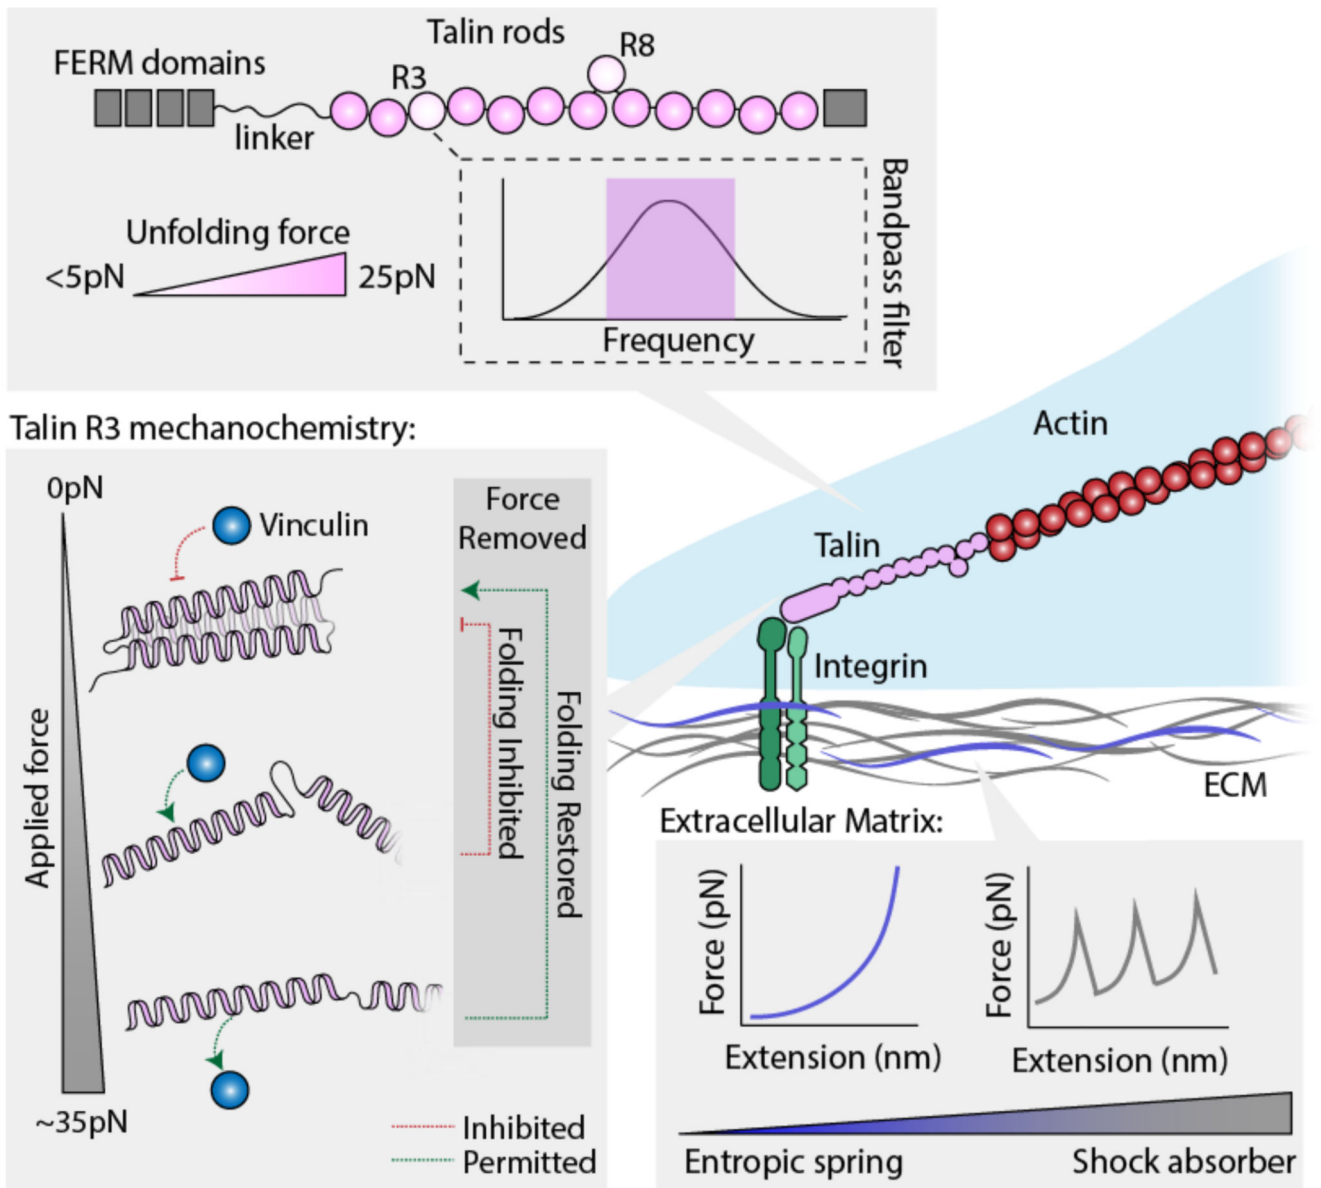 Talin rods
R8
FERM domains
R3
linker
Unfolding force
<5pN
25pN
Frequency
Bandpass filter
Talin R3 mechanochemistry:
0pN
Vinculin
Force
Removed
Folding Inhibited
Folding Restored
Applied force
~35pN
Inhibited
Permitted
Actin
Talin
Integrin
ECM
Extracellular Matrix:
Force (pN)
Extension (nm)
Force (pN)
Extension (nm)
Entropic spring
Shock absorber